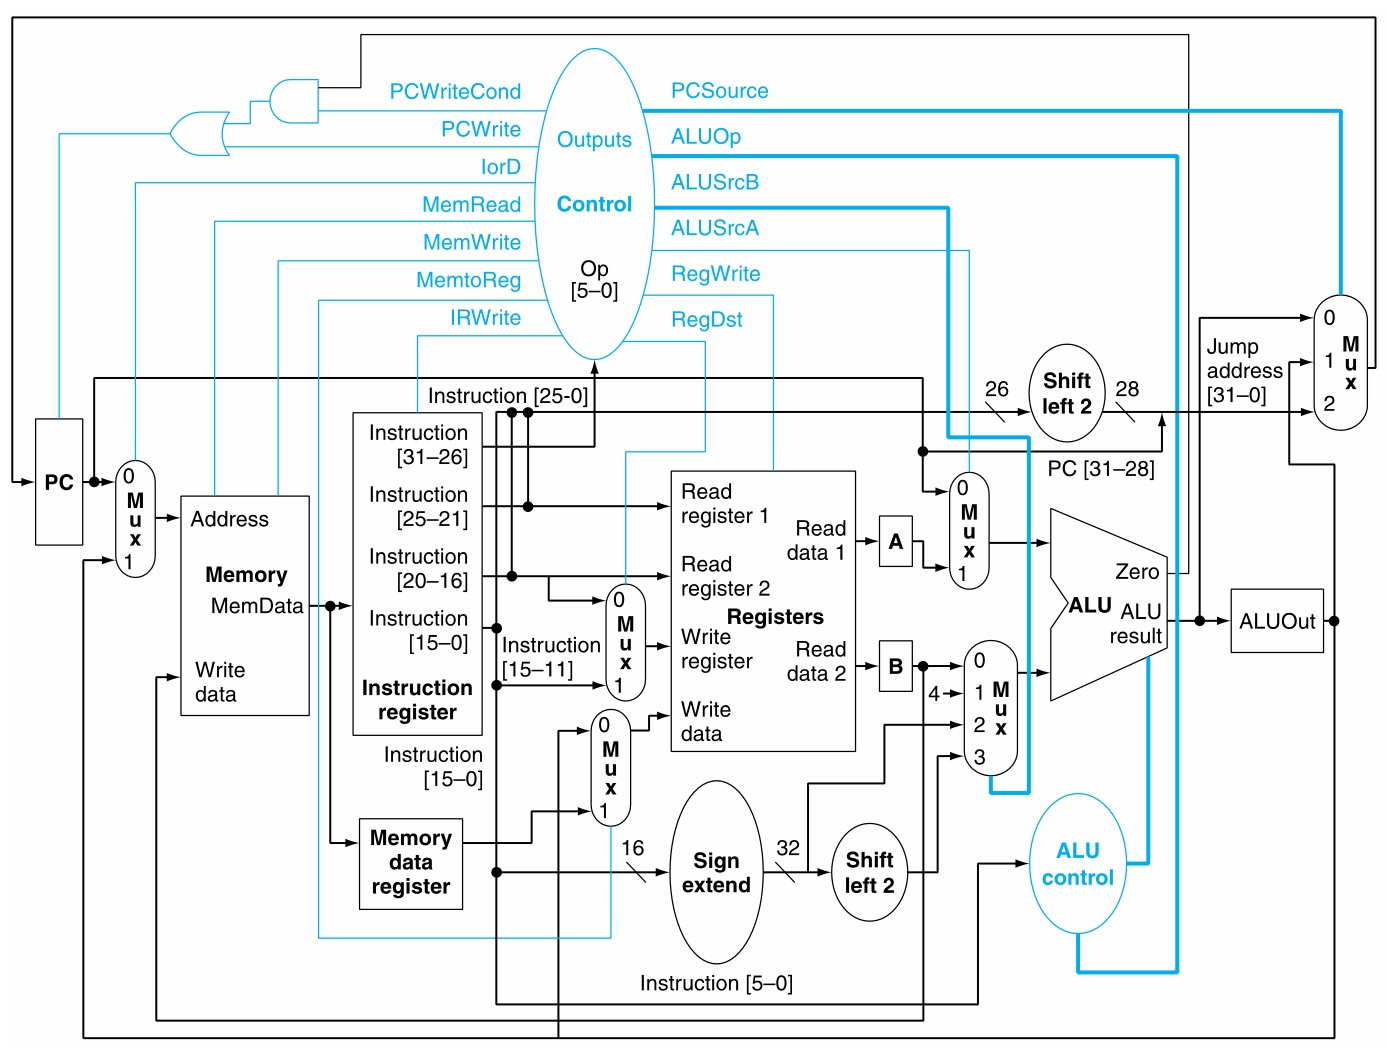 PCWriteCond
PCWrite
IorD
MemRead
MemWrite
MemtoReg
IRWrite
Outputs
Control
Op
[5–0]
PCSource
ALUOp
ALUSrcB
ALUSrcA
RegWrite
RegDst
Instruction [25-0]
26
Shift
left 2
28
Jump
address
[31–0]
0
1
2
M
u
x
PC [31–28]
PC
0
M
u
x
1
Address
Memory
MemData
Write
data
Instruction
[31–26]
Instruction
[25–21]
Instruction
[20–16]
Instruction
[15–0]
Instruction
register
Instruction
[15–0]
Instruction
[15–11]
0
M
u
x
1
0
M
u
x
1
Memory
data
register
Read
register 1
Read
register 2
Registers
Write
register
Write
data
Read
data 1
Read
data 2
A
B
0
M
u
x
1
4
0
1
2
3
M
u
x
Zero
ALU
ALU
result
ALUOut
16
Sign
extend
32
Shift
left 2
ALU
control
Instruction [5–0]